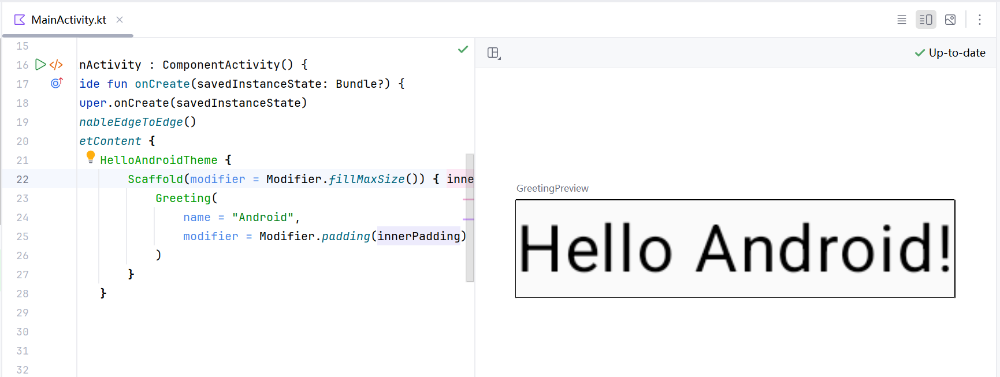 MainActivity.kt
15
16 nActivity : ComponentActivity() {
17 ide fun onCreate(savedInstanceState: Bundle?) {
18 uper.onCreate(savedInstanceState)
19 nableEdgeToEdge()
20 etContent {
21 HelloAndroidTheme {
22 Scaffold(modifier = Modifier.fillMaxSize()) { inne
23 Greeting(
24 name = "Android",
25 modifier = Modifier.padding(innerPadding)
26 )
27 }
28 }
29
30
31
32
Up-to-date
GreetingPreview
Hello Android!